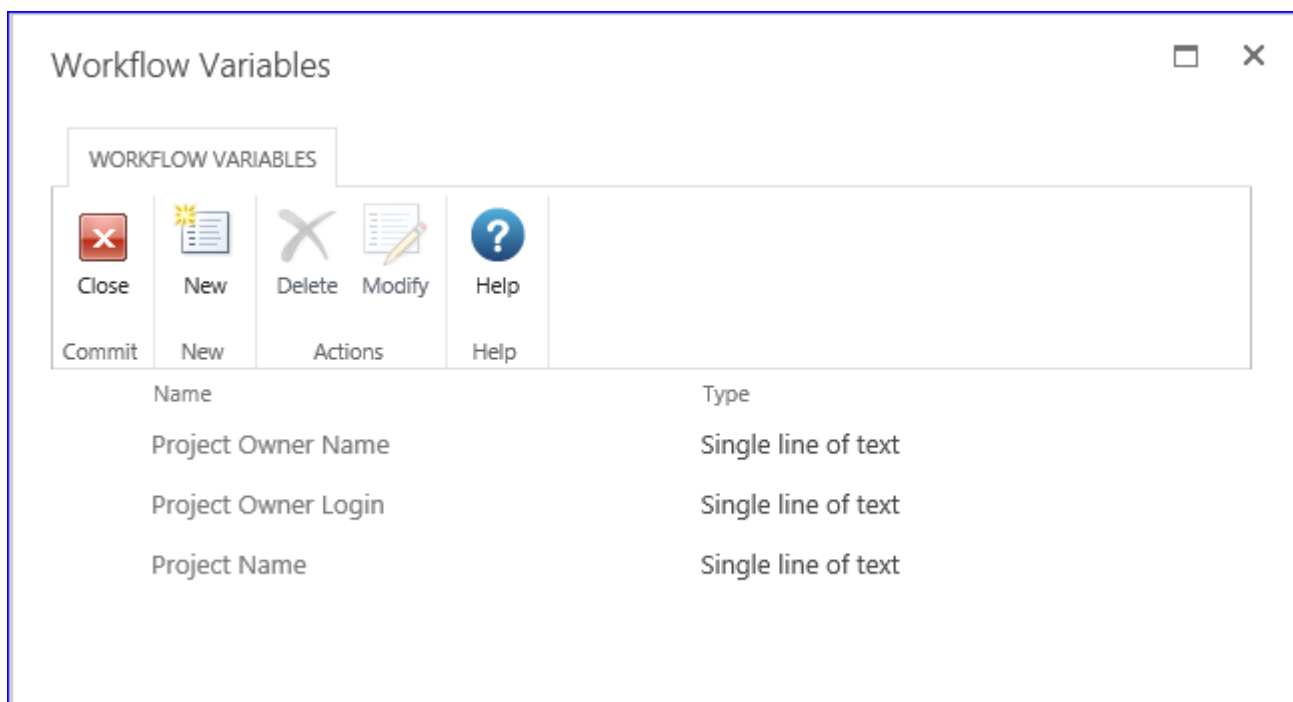 Workflow Variables
WORKFLOW VARIABLES
Close New Delete Modify Help
Commit New Actions Help
Name Type
Project Owner Name Single line of text
Project Owner Login Single line of text
Project Name Single line of text